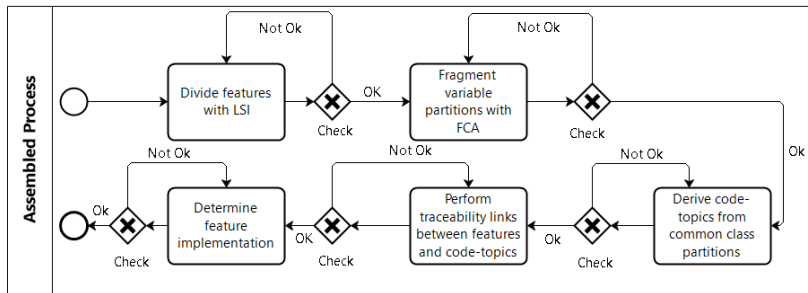 Assembled Process
Not Ok
Divide features
with LSI
OK
Check
Not Ok
Fragment
variable
partitions with
FCA
Check
Ok
Not Ok
Derive code-
topics from
common class
partitions
Check
Ok
Not Ok
Perform
traceability links
between features
and code-topics
Check
OK
Not Ok
Determine
feature
implementation
Check
Ok